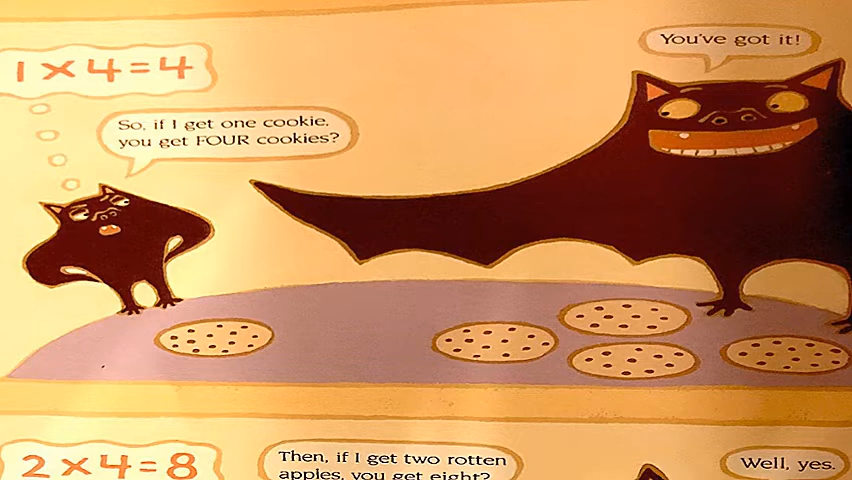 You've got it!
1 × 4 = 4
So, if I get one cookie,
you get FOUR cookies?
2 × 4 = 8
Then, if I get two rotten
apples, you get eight?
Well, yes.